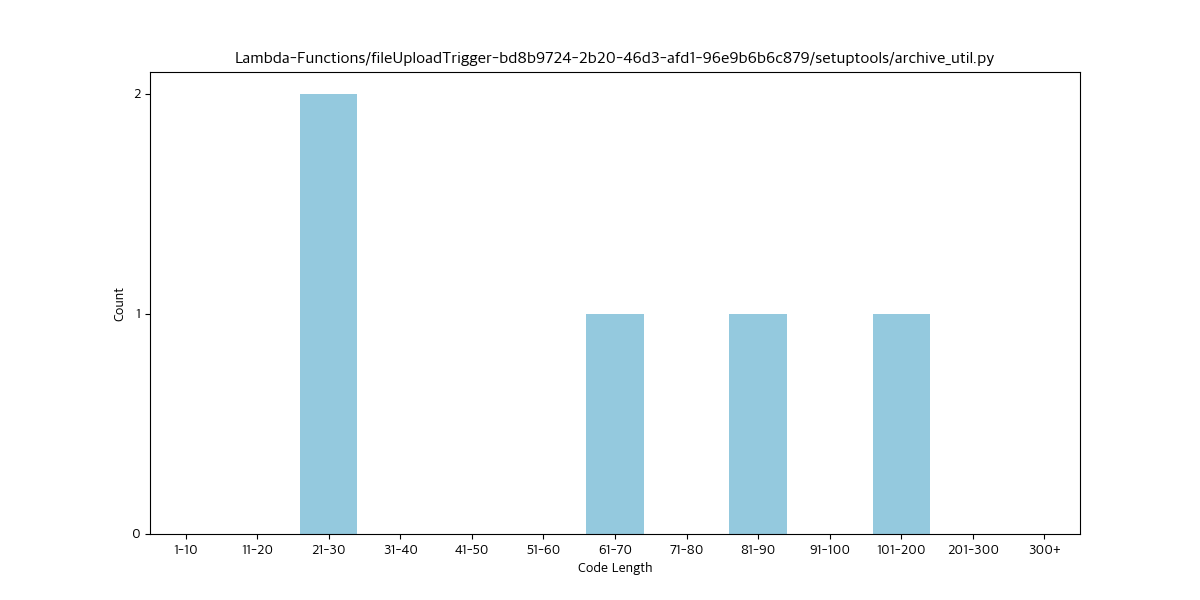 Lambda-Functions/fileUploadTrigger-bd8b9724-2b20-46d3-afd1-96e9b6b6c879/setuptools/archive_util.py
2
1
0
Count
1-10 11-20 21-30 31-40 41-50 51-60 61-70 71-80 81-90 91-100 101-200 201-300 300+
Code Length